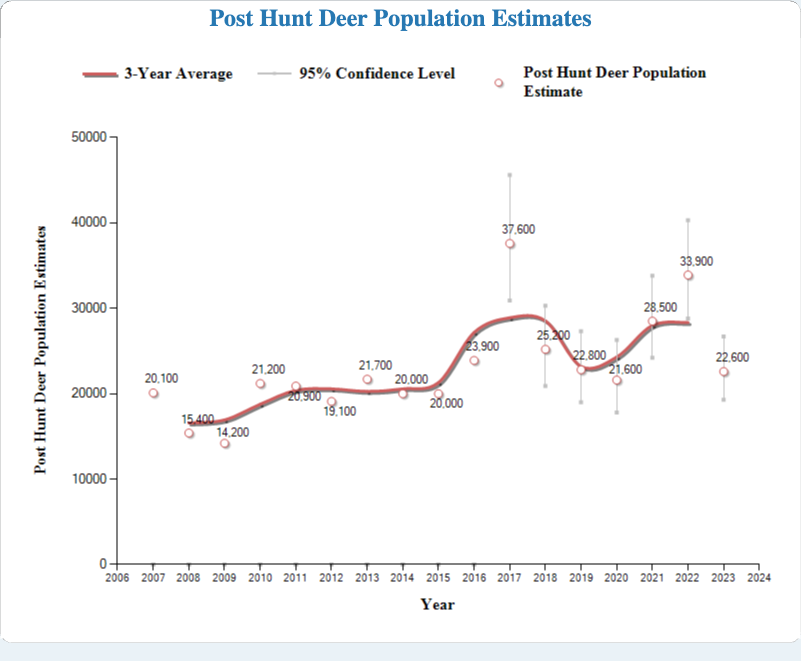 Post Hunt Deer Population Estimates
3-Year Average
95% Confidence Level
Post Hunt Deer Population
Estimate
Post Hunt Deer Population Estimates
50000
40000
30000
20000
10000
0
20,100
15,400
14,200
21,200
20,900
19,100
21,700
20,000
20,000
23,900
37,600
25,200
22,800
21,600
28,500
33,900
22,600
2006 2007 2008 2009 2010 2011 2012 2013 2014 2015 2016 2017 2018 2019 2020 2021 2022 2023 2024
Year